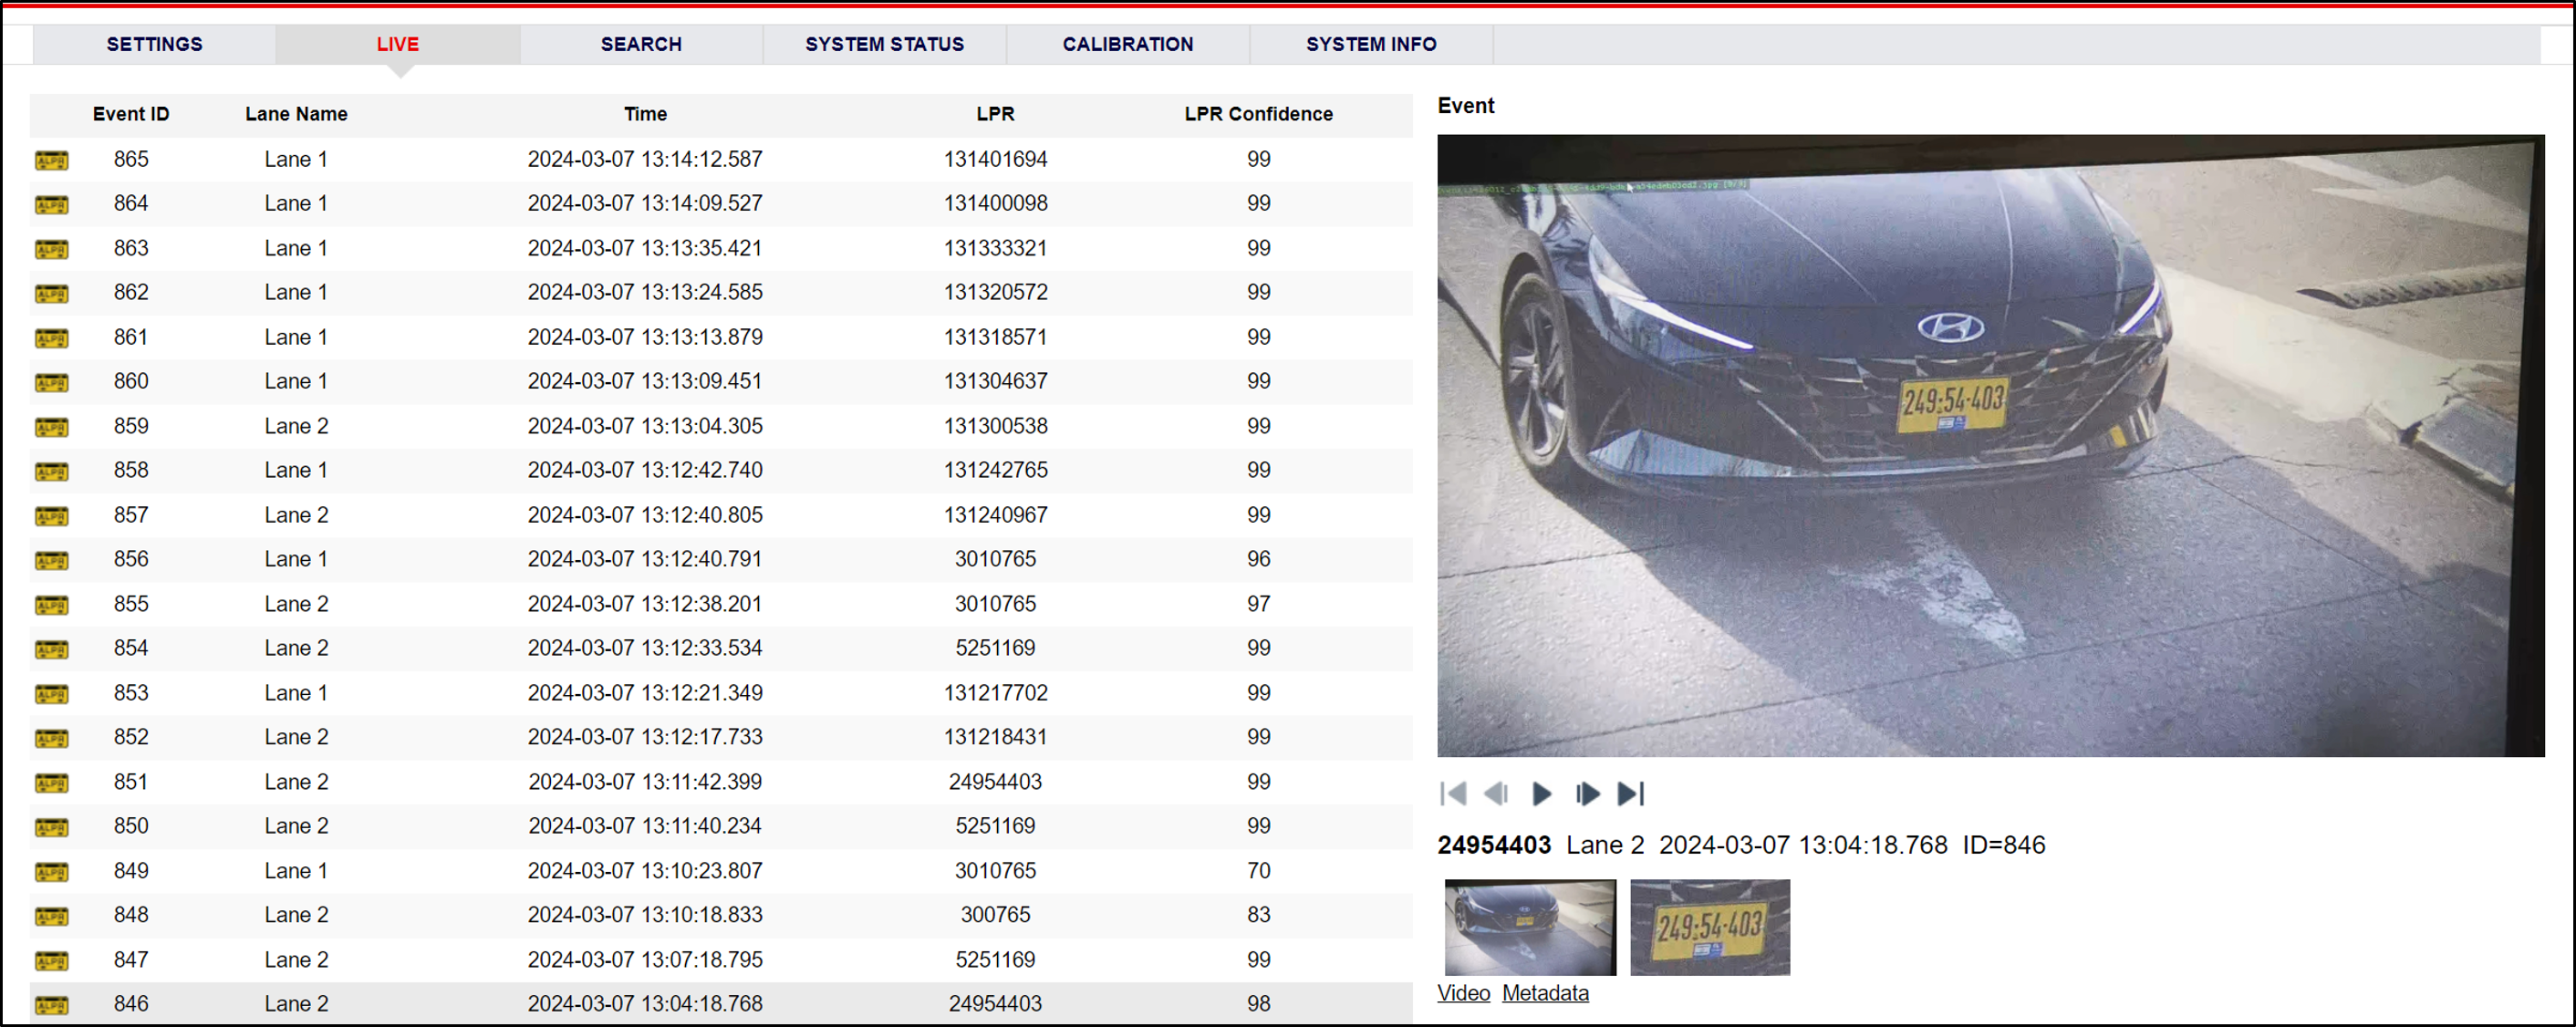 SETTINGS LIVE SEARCH SYSTEM STATUS CALIBRATION SYSTEM INFO
Event ID Lane Name Time LPR LPR Confidence
ALPR 865 Lane 1 2024-03-07 13:14:12.587 131401694 99
ALPR 864 Lane 1 2024-03-07 13:14:09.527 131400098 99
ALPR 863 Lane 1 2024-03-07 13:13:35.421 131333321 99
ALPR 862 Lane 1 2024-03-07 13:13:24.585 131320572 99
ALPR 861 Lane 1 2024-03-07 13:13:13.879 131318571 99
ALPR 860 Lane 1 2024-03-07 13:13:09.451 131304637 99
ALPR 859 Lane 2 2024-03-07 13:13:04.305 131300538 99
ALPR 858 Lane 1 2024-03-07 13:12:42.740 131242765 99
ALPR 857 Lane 2 2024-03-07 13:12:40.805 131240967 99
ALPR 856 Lane 1 2024-03-07 13:12:40.791 3010765 96
ALPR 855 Lane 2 2024-03-07 13:12:38.201 3010765 97
ALPR 854 Lane 2 2024-03-07 13:12:33.534 5251169 99
ALPR 853 Lane 1 2024-03-07 13:12:21.349 131217702 99
ALPR 852 Lane 2 2024-03-07 13:12:17.733 131218431 99
ALPR 851 Lane 2 2024-03-07 13:11:42.399 24954403 99
ALPR 850 Lane 2 2024-03-07 13:11:40.234 5251169 99
ALPR 849 Lane 1 2024-03-07 13:10:23.807 3010765 70
ALPR 848 Lane 2 2024-03-07 13:10:18.833 300765 83
ALPR 847 Lane 2 2024-03-07 13:07:18.795 5251169 99
ALPR 846 Lane 2 2024-03-07 13:04:18.768 24954403 98
Event
249:54-403
24954403 Lane 2 2024-03-07 13:04:18.768 ID=846
249:54-403
Video Metadata